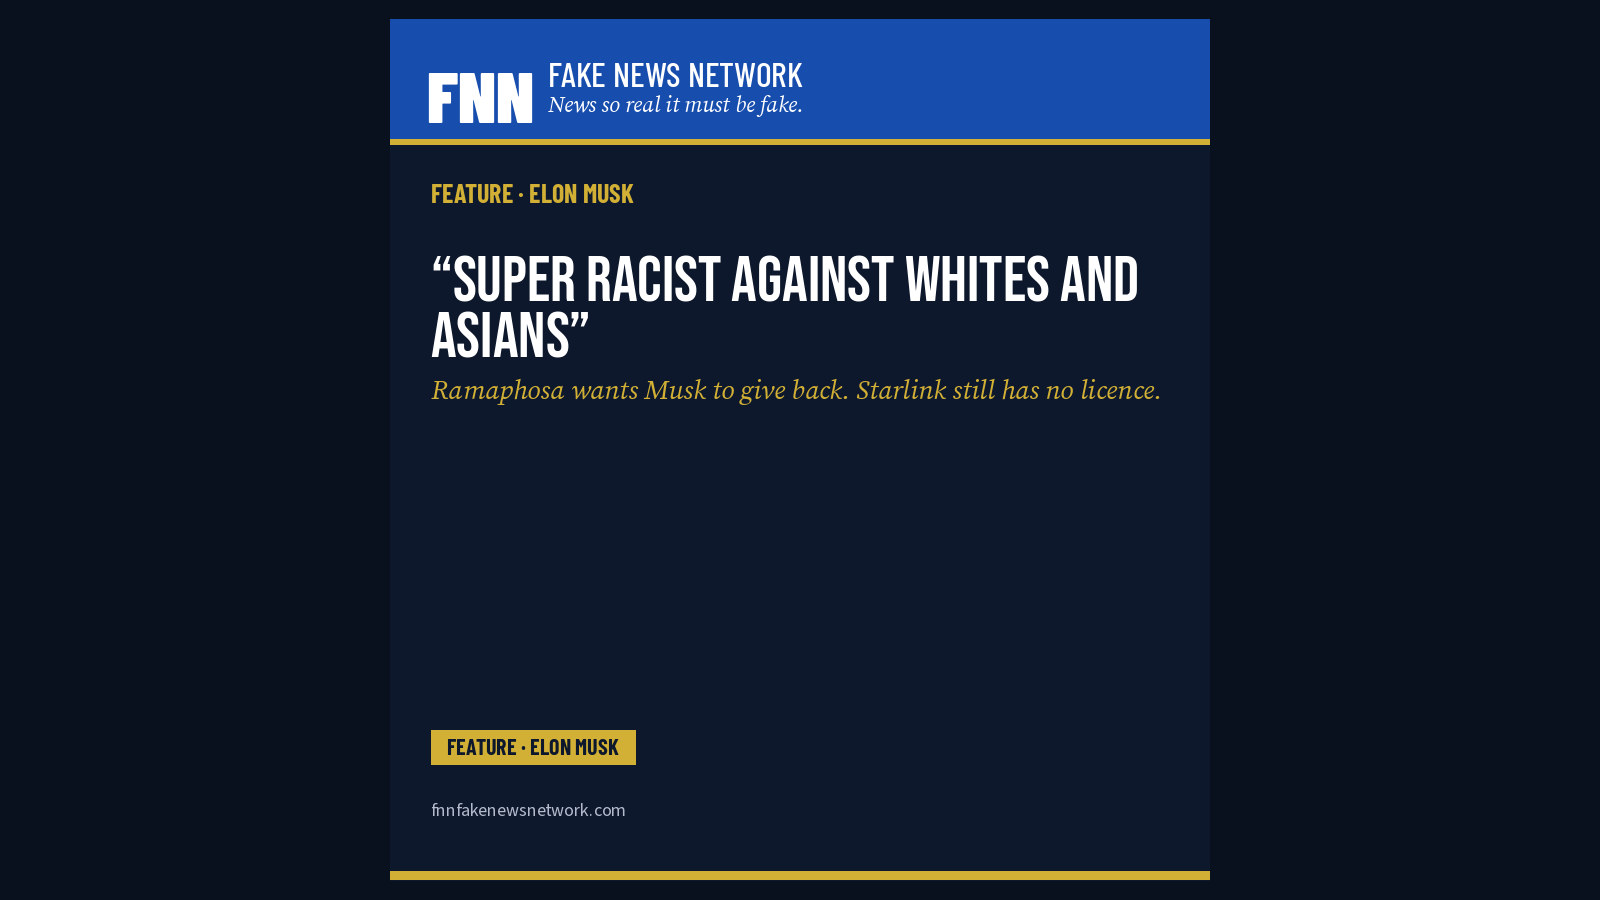 FNN
FAKE NEWS NETWORK
News so real it must be fake.
FEATURE · ELON MUSK
“SUPER RACIST AGAINST WHITES AND
ASIANS”
Ramaphosa wants Musk to give back. Starlink still has no licence.
FEATURE · ELON MUSK
fnnfakenewsnetwork.com